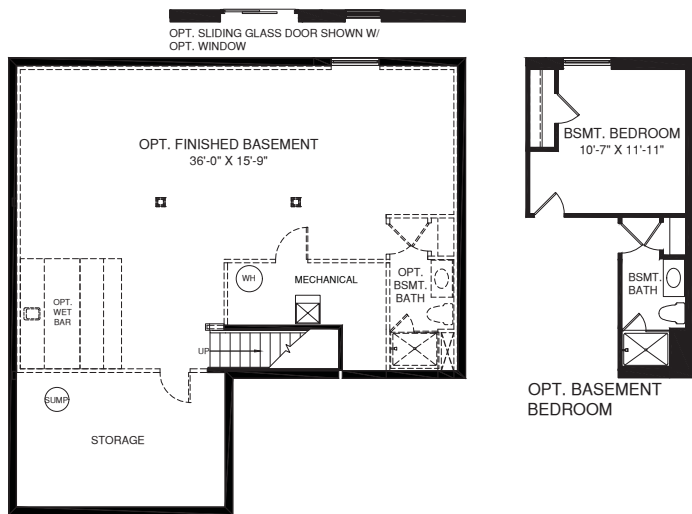 OPT. SLIDING GLASS DOOR SHOWN W/
OPT. WINDOW
OPT. FINISHED BASEMENT
36'-0" X 15'-9"
BSMT. BEDROOM
10'-7" X 11'-11"
WH
MECHANICAL
OPT.
BSMT.
BATH
BSMT.
BATH
OPT.
WET
BAR
UP
SUMP
STORAGE
OPT. BASEMENT
BEDROOM